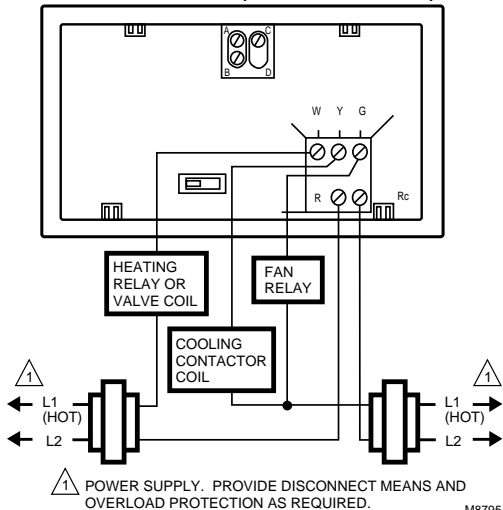 A C
B D
W Y G
R Rc
HEATING
RELAY OR
VALVE COIL
FAN
RELAY
COOLING
CONTACTOR
COIL
1 1
L1 L1
(HOT) (HOT)
L2 L2
1 POWER SUPPLY. PROVIDE DISCONNECT MEANS AND
OVERLOAD PROTECTION AS REQUIRED.